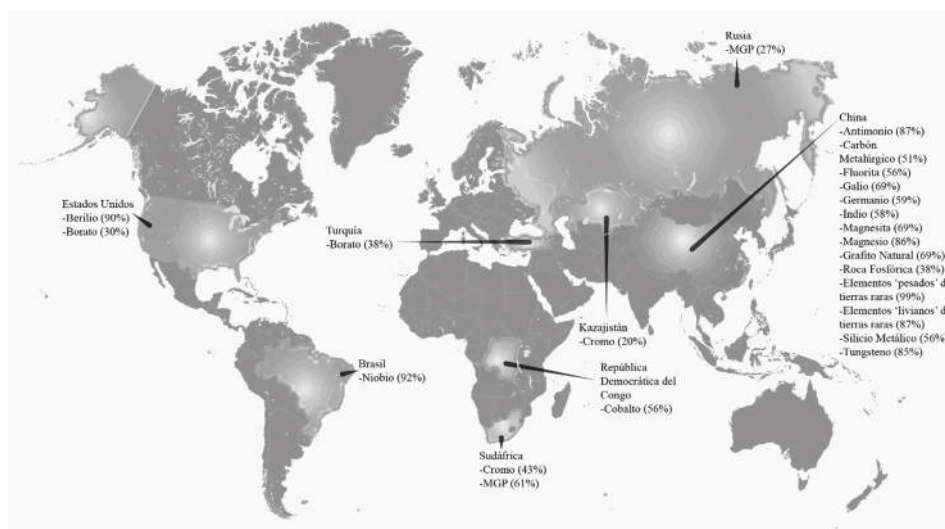 Rusia
-MGP (27%)
China
-Antimonio (87%)
-Carbón
Metalúrgico (51%)
-Fluorita (56%)
-Galio (69%)
-Germanio (59%)
-Indio (58%)
-Magnesita (69%)
-Magnesio (86%)
-Grafito Natural (69%)
-Roca Fosfórica (38%)
-Elementos ‘pesados’ d
tierras raras (99%)
-Elementos ‘livianos’ d
tierras raras (87%)
-Silicio Metálico (56%
-Tungsteno (85%)
Estados Unidos
-Berilio (90%)
-Borato (30%)
Turquía
-Borato (38%)
Kazajistán
-Cromo (20%)
Brasil
-Niobio (92%)
República
Democrática del
Congo
-Cobalto (56%)
Sudáfrica
-Cromo (43%)
-MGP (61%)